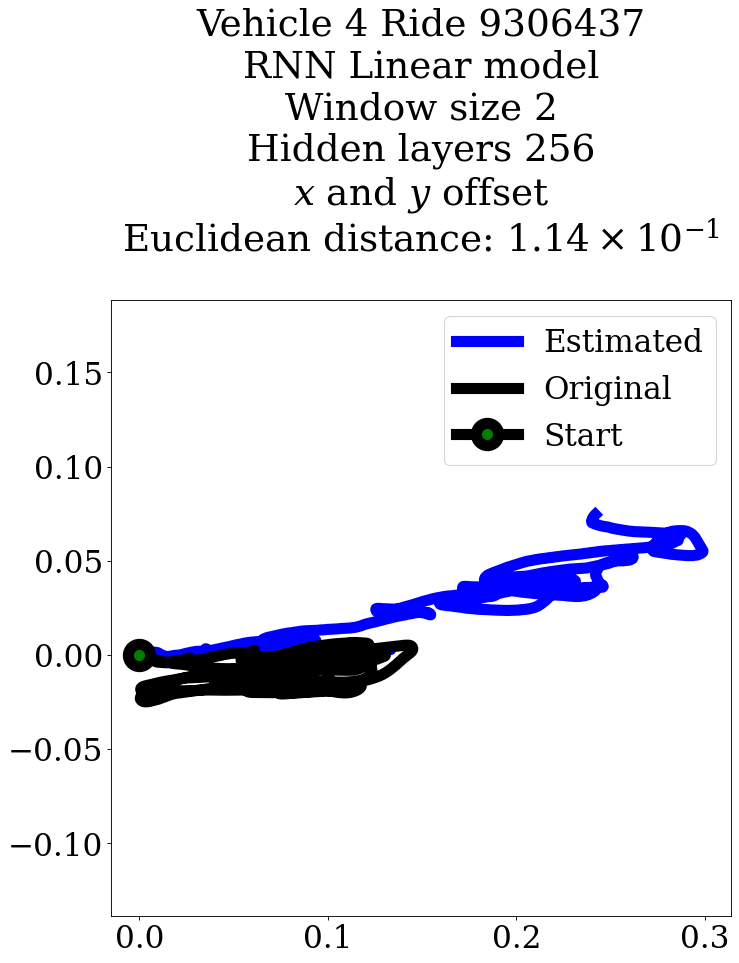 Vehicle 4 Ride 9306437
RNN Linear model
Window size 2
Hidden layers 256
x and y offset
Euclidean distance: 1.14 × 10⁻¹
Estimated
Original
Start
0.15
0.10
0.05
0.00
−0.05
−0.10
0.0 0.1 0.2 0.3